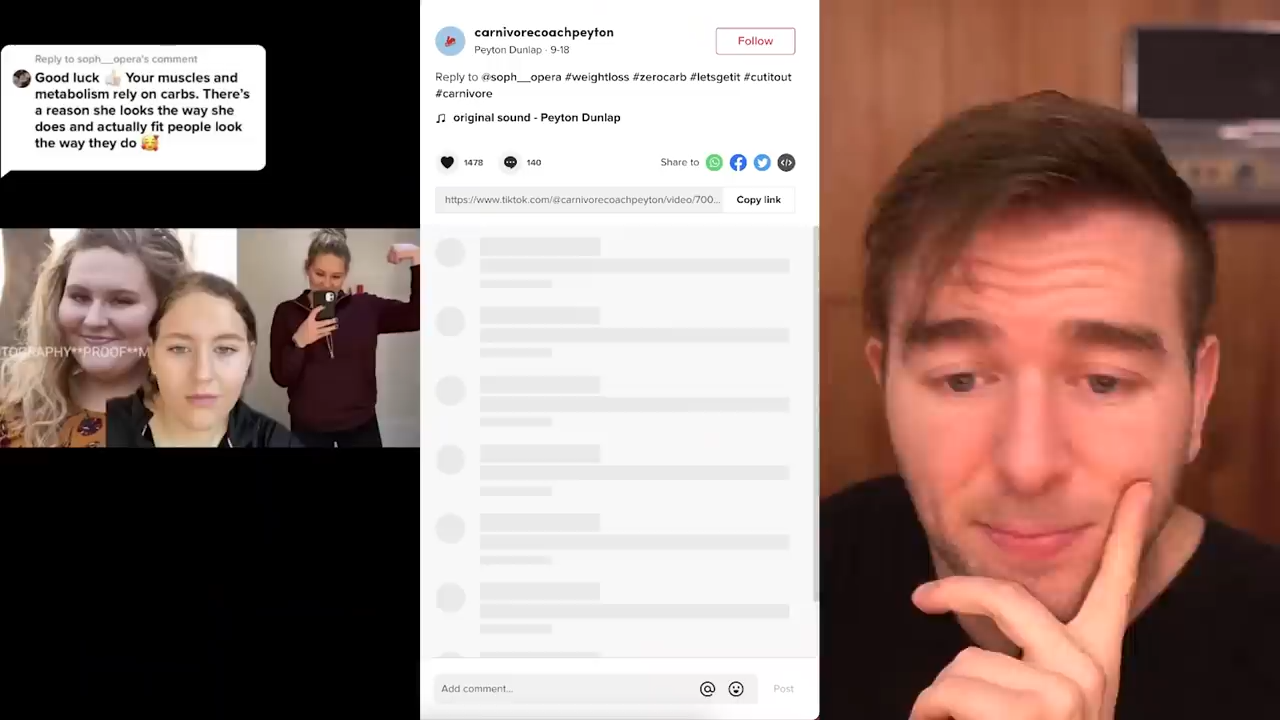 Reply to soph__opera's comment
Good luck 👍🏻 Your muscles and
metabolism rely on carbs. There's
a reason she looks the way she
does and actually fit people look
the way they do 🥰
TOGRAPHY**PROOF**M
carnivorecoachpeyton
Peyton Dunlap · 9-18
Follow
Reply to @soph__opera #weightloss #zerocarb #letsgetit #cutitout
#carnivore
♫ original sound - Peyton Dunlap
1478
140
Share to
https://www.tiktok.com/@carnivorecoachpeyton/video/700...
Copy link
Add comment...
Post